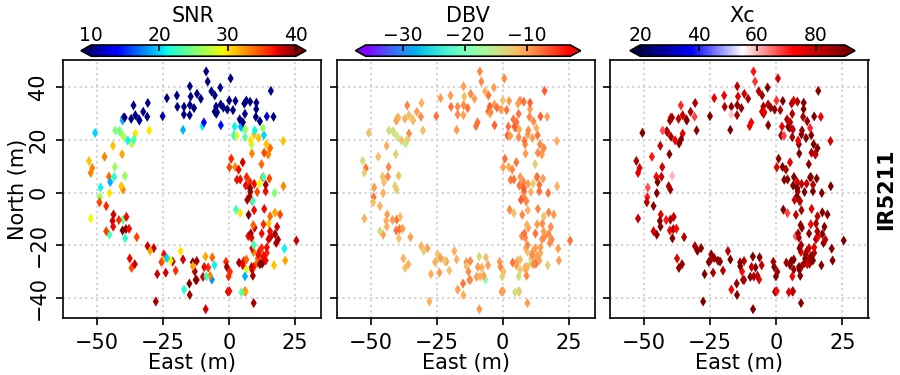 SNR DBV Xc
10 20 30 40 −30 −20 −10 20 40 60 80
40
20
0
−20
−40
North (m)
−50 −25 0 25 −50 −25 0 25 −50 −25 0 25
East (m) East (m) East (m)
IR5211